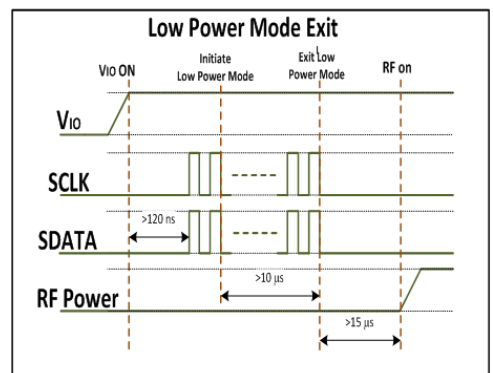 Low Power Mode Exit
VIO ON
Initiate
Low Power Mode
Exit Low
Power Mode
RF on
VIO
SCLK
>120 ns
SDATA
>10 µs
RF Power
>15 µs